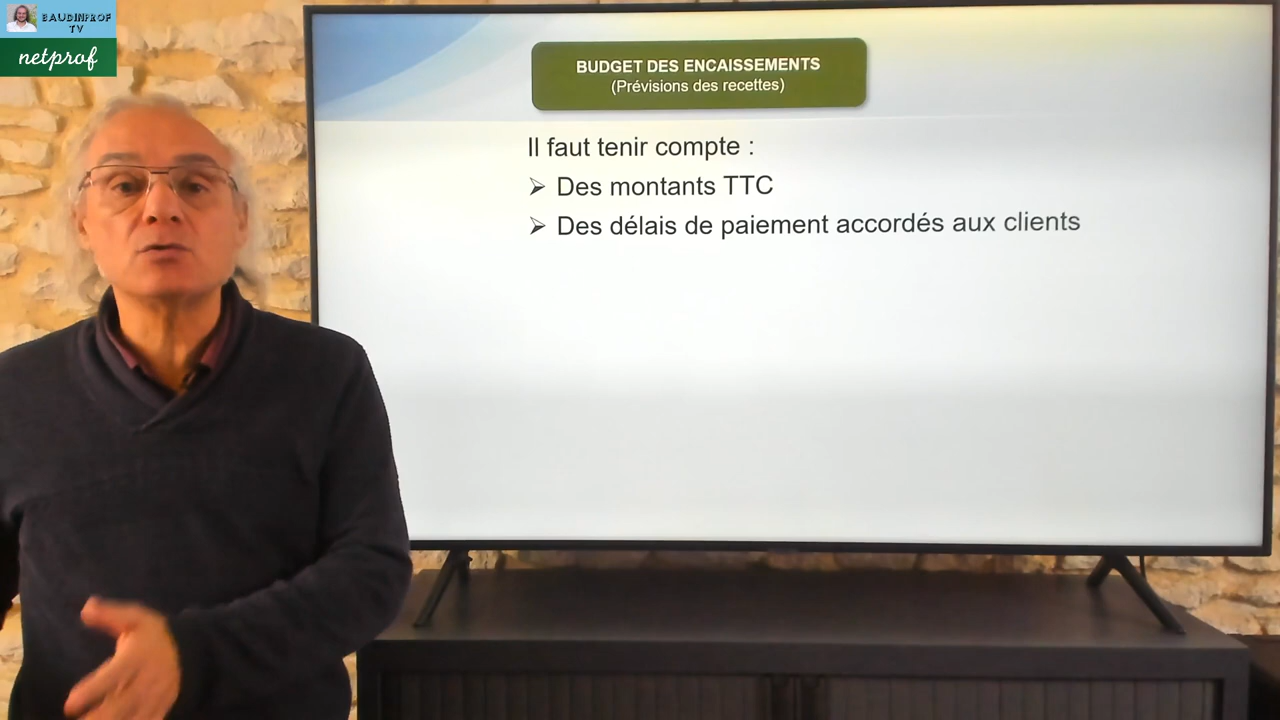 BAUDINPROF
TV
netprof
BUDGET DES ENCAISSEMENTS
(Prévisions des recettes)
Il faut tenir compte :
➢ Des montants TTC
➢ Des délais de paiement accordés aux clients